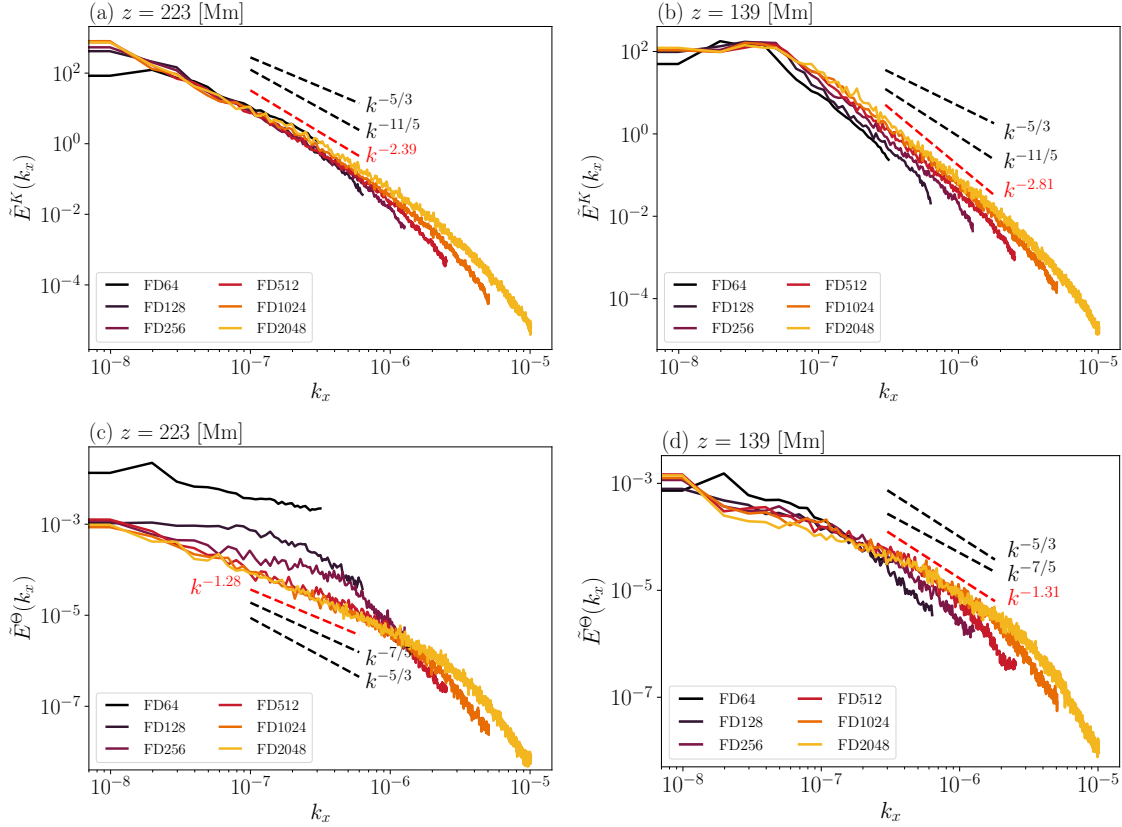 (a) z = 223 [Mm]
10^2
10^0
10^−2
10^−4
Ẽ^K(k_x)
k^−5/3
k^−11/5
k^−2.39
FD64
FD128
FD256
FD512
FD1024
FD2048
10^−8
10^−7
10^−6
10^−5
k_x
(b) z = 139 [Mm]
10^2
10^0
10^−2
10^−4
Ẽ^K(k_x)
k^−5/3
k^−11/5
k^−2.81
FD64
FD128
FD256
FD512
FD1024
FD2048
10^−8
10^−7
10^−6
10^−5
k_x
(c) z = 223 [Mm]
10^−3
10^−5
10^−7
Ẽ^Θ(k_x)
k^−1.28
k^−7/5
k^−5/3
FD64
FD128
FD256
FD512
FD1024
FD2048
10^−8
10^−7
10^−6
10^−5
k_x
(d) z = 139 [Mm]
10^−3
10^−5
10^−7
Ẽ^Θ(k_x)
k^−5/3
k^−7/5
k^−1.31
FD64
FD128
FD256
FD512
FD1024
FD2048
10^−8
10^−7
10^−6
10^−5
k_x